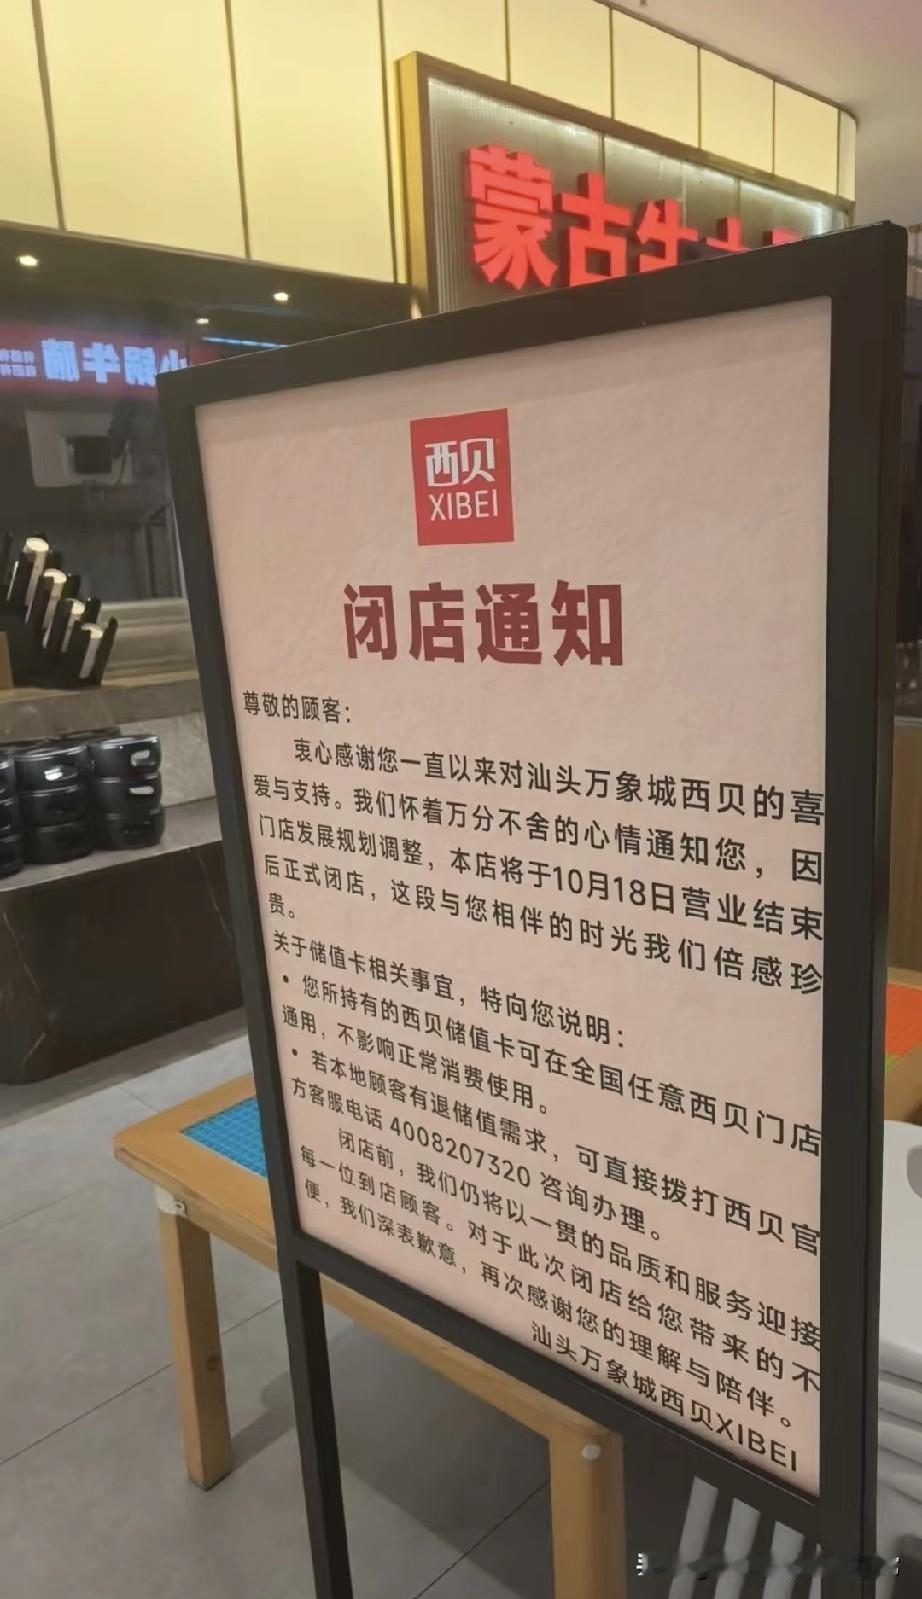 蒙古牛大
小锅牛腩
西贝
XIBEI
闭店通知
尊敬的顾客：
衷心感谢您一直以来对汕头万象城西贝的喜
爱与支持。我们怀着万分不舍的心情通知您，因
门店发展规划调整，本店将于10月18日营业结束
后正式闭店，这段与您相伴的时光我们倍感珍
贵。
关于储值卡相关事宜，特向您说明：
• 您所持有的西贝储值卡可在全国任意西贝门店
通用，不影响正常消费使用。
• 若本地顾客有退储值需求，可直接拨打西贝官
方客服电话 4008207320 咨询办理。
闭店前，我们仍将以一贯的品质和服务迎接
每一位到店顾客。对于此次闭店给您带来的不
便，我们深表歉意，再次感谢您的理解与陪伴。
汕头万象城西贝XIBEI